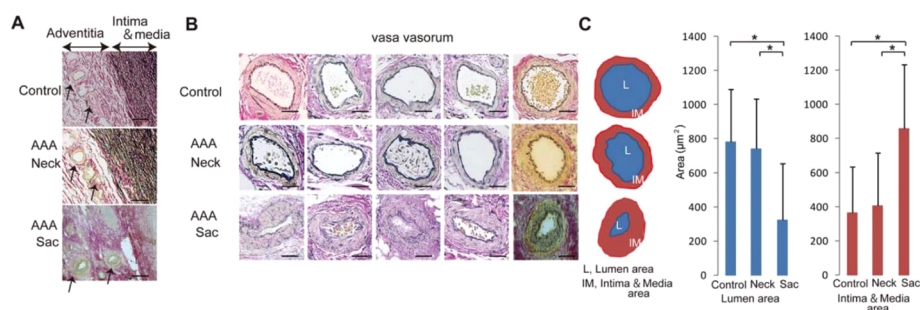 A
Adventitia
Intima
& media
Control
AAA
Neck
AAA
Sac
B
vasa vasorum
Control
AAA
Neck
AAA
Sac
C
L
IM
L
IM
L
IM
L, Lumen area
IM, Intima & Media
area
Area (µm²)
1400
1200
1000
800
600
400
200
0
*
*
Control Neck Sac
Lumen area
1400
1200
1000
800
600
400
200
0
*
*
Control Neck Sac
Intima & Media
area